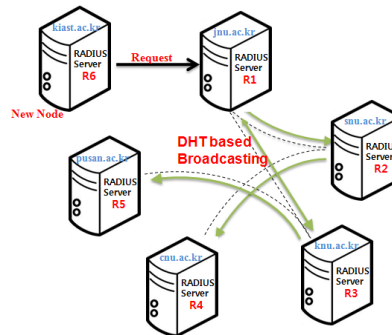 kiast.ac.kr
RADIUS
Server
R6
New Node
Request
jnu.ac.kr
RADIUS
Server
R1
DHT based
Broadcasting
snu.ac.kr
RADIUS
Server
R2
pusan.ac.kr
RADIUS
Server
R5
cnu.ac.kr
RADIUS
Server
R4
knu.ac.kr
RADIUS
Server
R3